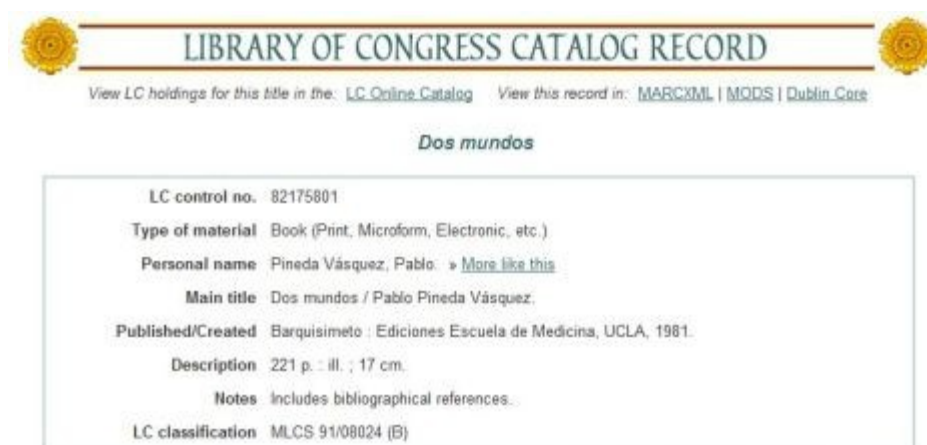 LIBRARY OF CONGRESS CATALOG RECORD
View LC holdings for this title in the: LC Online Catalog View this record in: MARCXML | MODS | Dublin Core
Dos mundos
LC control no. 82175801
Type of material Book (Print, Microform, Electronic, etc.)
Personal name Pineda Vásquez, Pablo. » More like this
Main title Dos mundos / Pablo Pineda Vásquez.
Published/Created Barquisimeto : Ediciones Escuela de Medicina, UCLA, 1981.
Description 221 p. : ill. ; 17 cm.
Notes Includes bibliographical references.
LC classification MLCS 91/08024 (B)